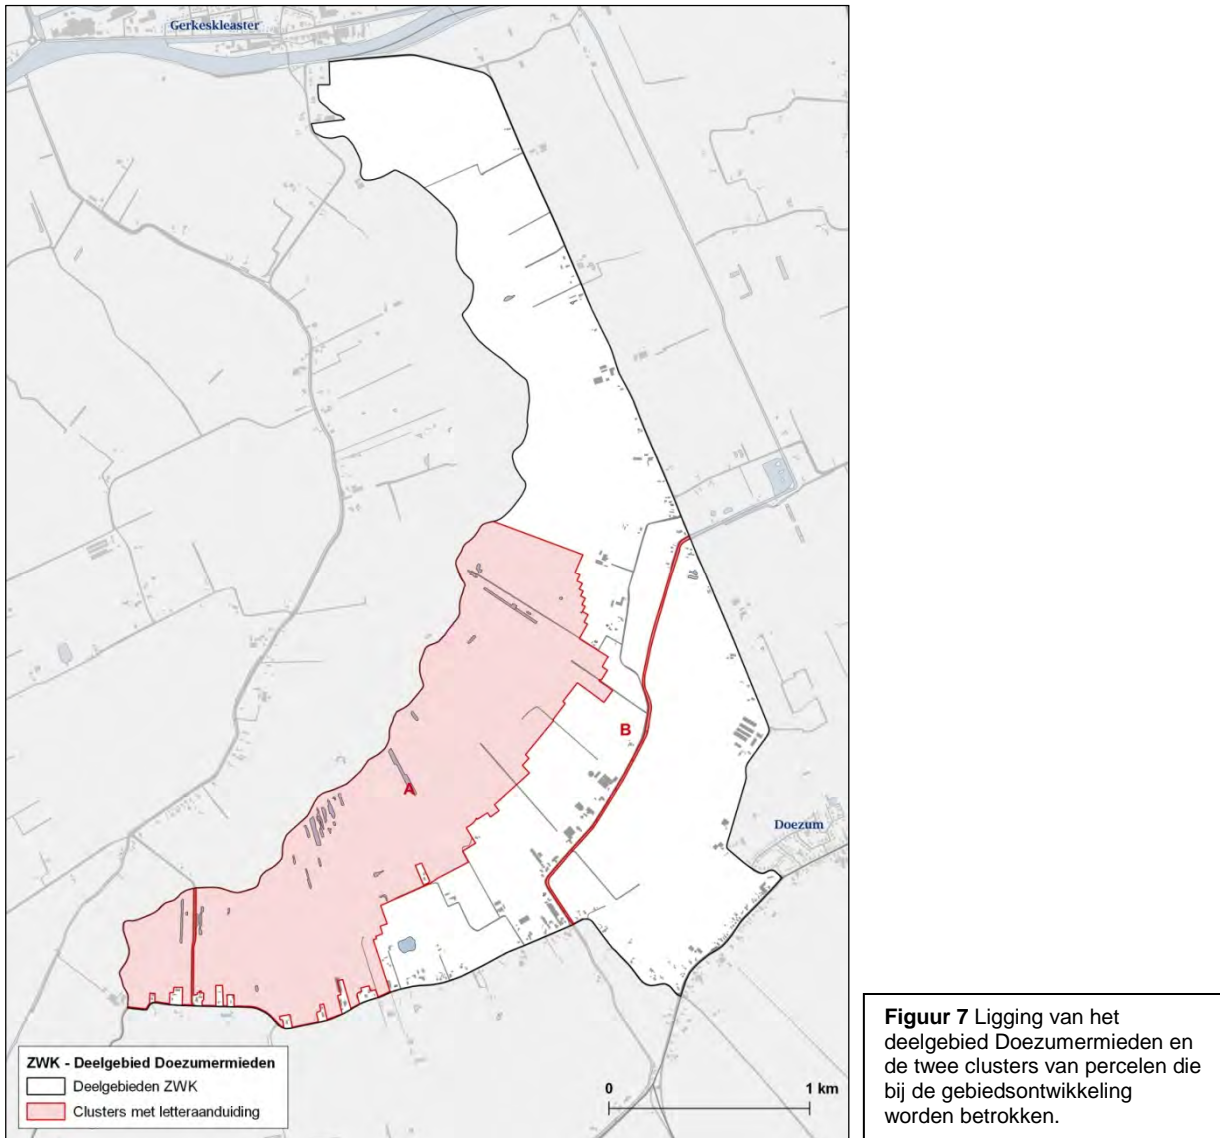 Gerkeskleaster
B
A
Doezum
ZWK - Deelgebied Doezumermieden
Deelgebieden ZWK
Clusters met letteraanduiding
0 1 km
Figuur 7 Ligging van het
deelgebied Doezumermieden en
de twee clusters van percelen die
bij de gebiedsontwikkeling
worden betrokken.